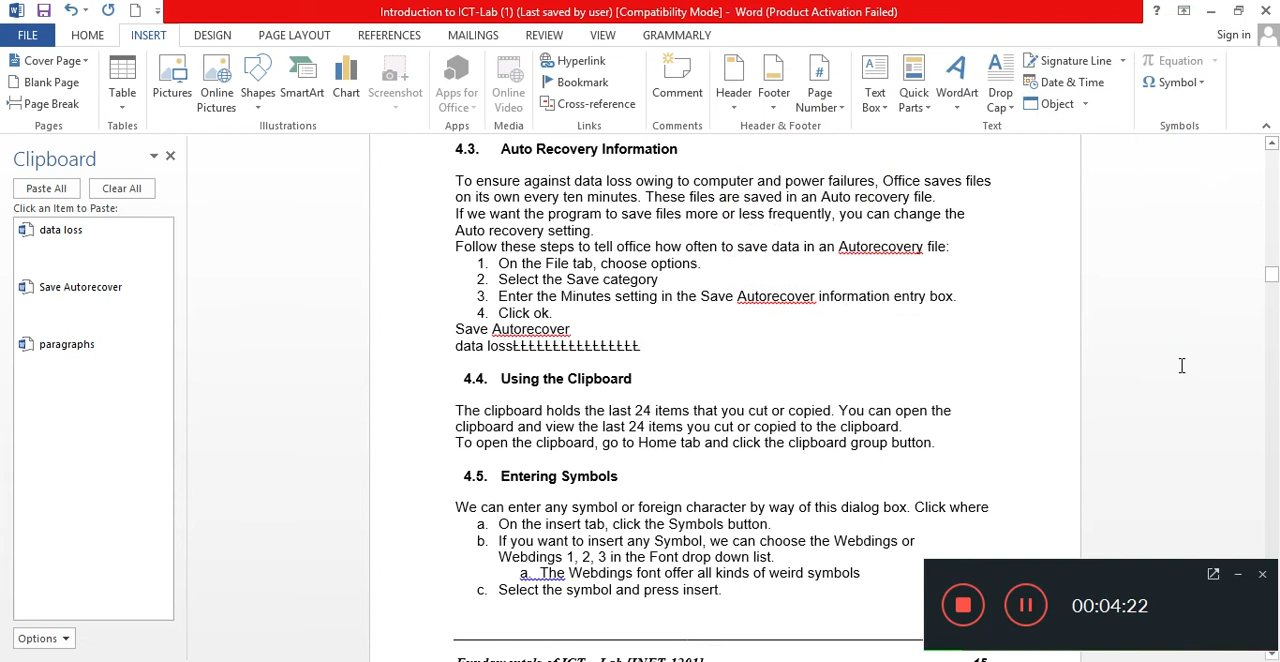 Introduction to ICT-Lab (1) (Last saved by user) [Compatibility Mode] - Word (Product Activation Failed)
FILE HOME INSERT DESIGN PAGE LAYOUT REFERENCES MAILINGS REVIEW VIEW GRAMMARLY Sign in
Cover Page
Blank Page
Page Break
Pages
Table
Tables
Pictures
Online Pictures
Shapes
SmartArt
Chart
Screenshot
Illustrations
Apps for Office
Apps
Online Video
Media
Hyperlink
Bookmark
Cross-reference
Links
Comment
Comments
Header
Footer
Page Number
Header & Footer
Text Box
Quick Parts
WordArt
Drop Cap
Signature Line
Date & Time
Object
Text
Equation
Symbol
Symbols
Clipboard
Paste All Clear All
Click an Item to Paste:
data loss
Save Autorecover
paragraphs
Options
4.3. Auto Recovery Information
To ensure against data loss owing to computer and power failures, Office saves files
on its own every ten minutes. These files are saved in an Auto recovery file.
If we want the program to save files more or less frequently, you can change the
Auto recovery setting.
Follow these steps to tell office how often to save data in an Autorecovery file:
1. On the File tab, choose options.
2. Select the Save category
3. Enter the Minutes setting in the Save Autorecover information entry box.
4. Click ok.
Save Autorecover
data loss
4.4. Using the Clipboard
The clipboard holds the last 24 items that you cut or copied. You can open the
clipboard and view the last 24 items you cut or copied to the clipboard.
To open the clipboard, go to Home tab and click the clipboard group button.
4.5. Entering Symbols
We can enter any symbol or foreign character by way of this dialog box. Click where
a. On the insert tab, click the Symbols button.
b. If you want to insert any Symbol, we can choose the Webdings or
Webdings 1, 2, 3 in the Font drop down list.
a. The Webdings font offer all kinds of weird symbols
c. Select the symbol and press insert.
00:04:22